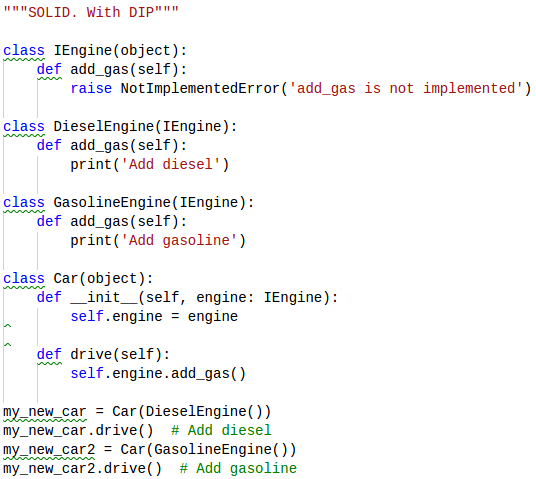 """SOLID. With DIP"""
class IEngine(object):
    def add_gas(self):
        raise NotImplementedError('add_gas is not implemented')
class DieselEngine(IEngine):
    def add_gas(self):
        print('Add diesel')
class GasolineEngine(IEngine):
    def add_gas(self):
        print('Add gasoline')
class Car(object):
    def __init__(self, engine: IEngine):
        self.engine = engine
    def drive(self):
        self.engine.add_gas()
my_new_car = Car(DieselEngine())
my_new_car.drive()  # Add diesel
my_new_car2 = Car(GasolineEngine())
my_new_car2.drive()  # Add gasoline